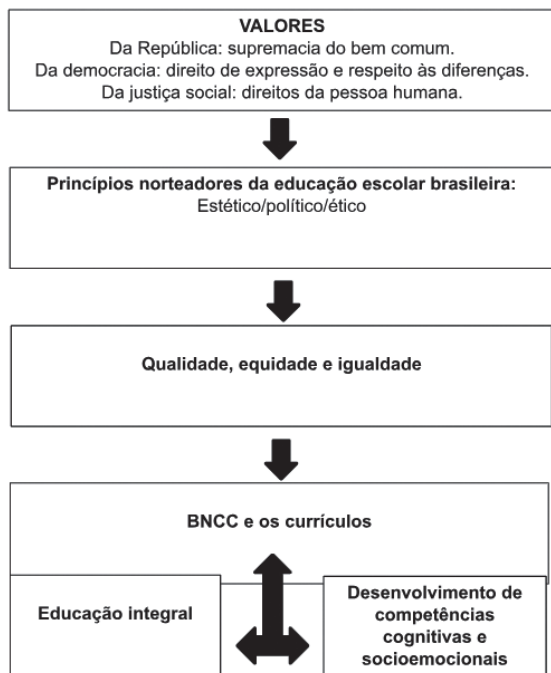 VALORES
Da República: supremacia do bem comum.
Da democracia: direito de expressão e respeito às diferenças.
Da justiça social: direitos da pessoa humana.
Princípios norteadores da educação escolar brasileira:
Estético/político/ético
Qualidade, equidade e igualdade
BNCC e os currículos
Educação integral
Desenvolvimento de
competências
cognitivas e
socioemocionais